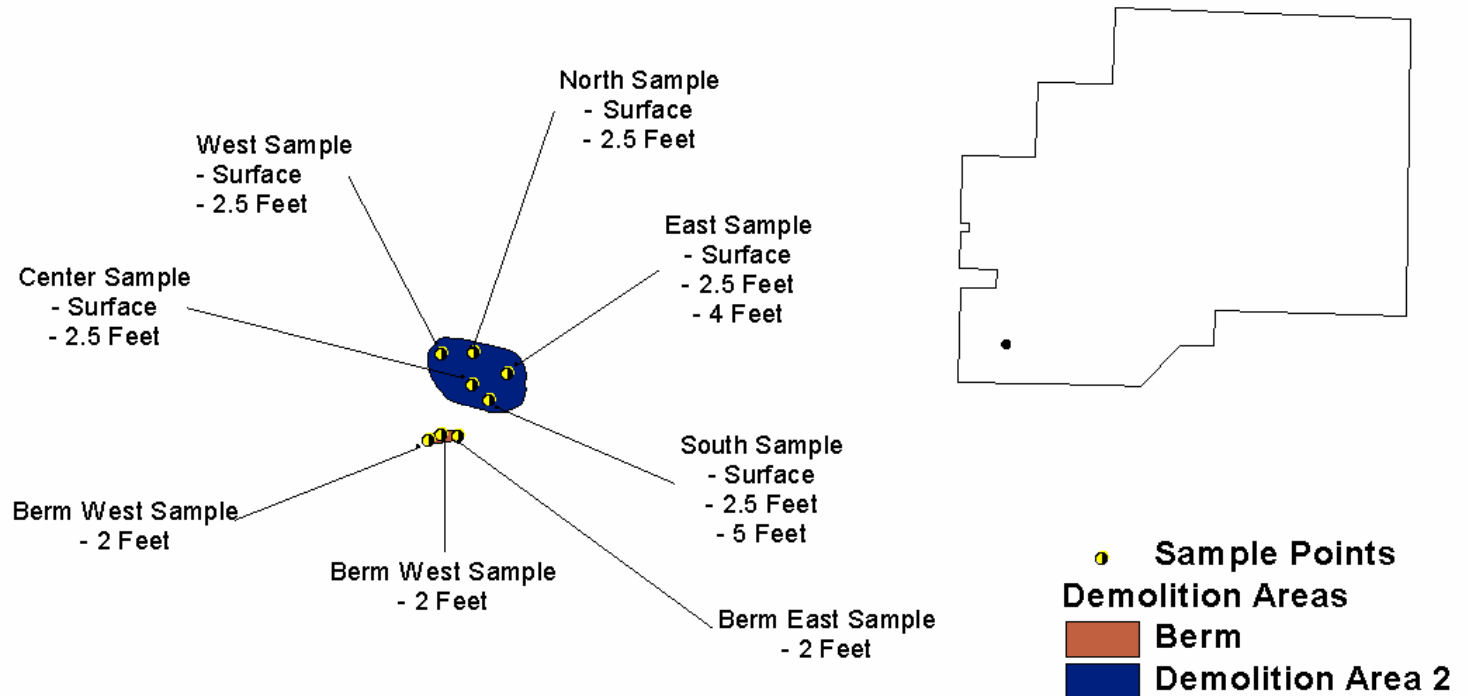 North Sample
- Surface
- 2.5 Feet
West Sample
- Surface
- 2.5 Feet
East Sample
- Surface
- 2.5 Feet
- 4 Feet
Center Sample
- Surface
- 2.5 Feet
South Sample
- Surface
- 2.5 Feet
- 5 Feet
Berm West Sample
- 2 Feet
Berm West Sample
- 2 Feet
Berm East Sample
- 2 Feet
Sample Points
Demolition Areas
Berm
Demolition Area 2